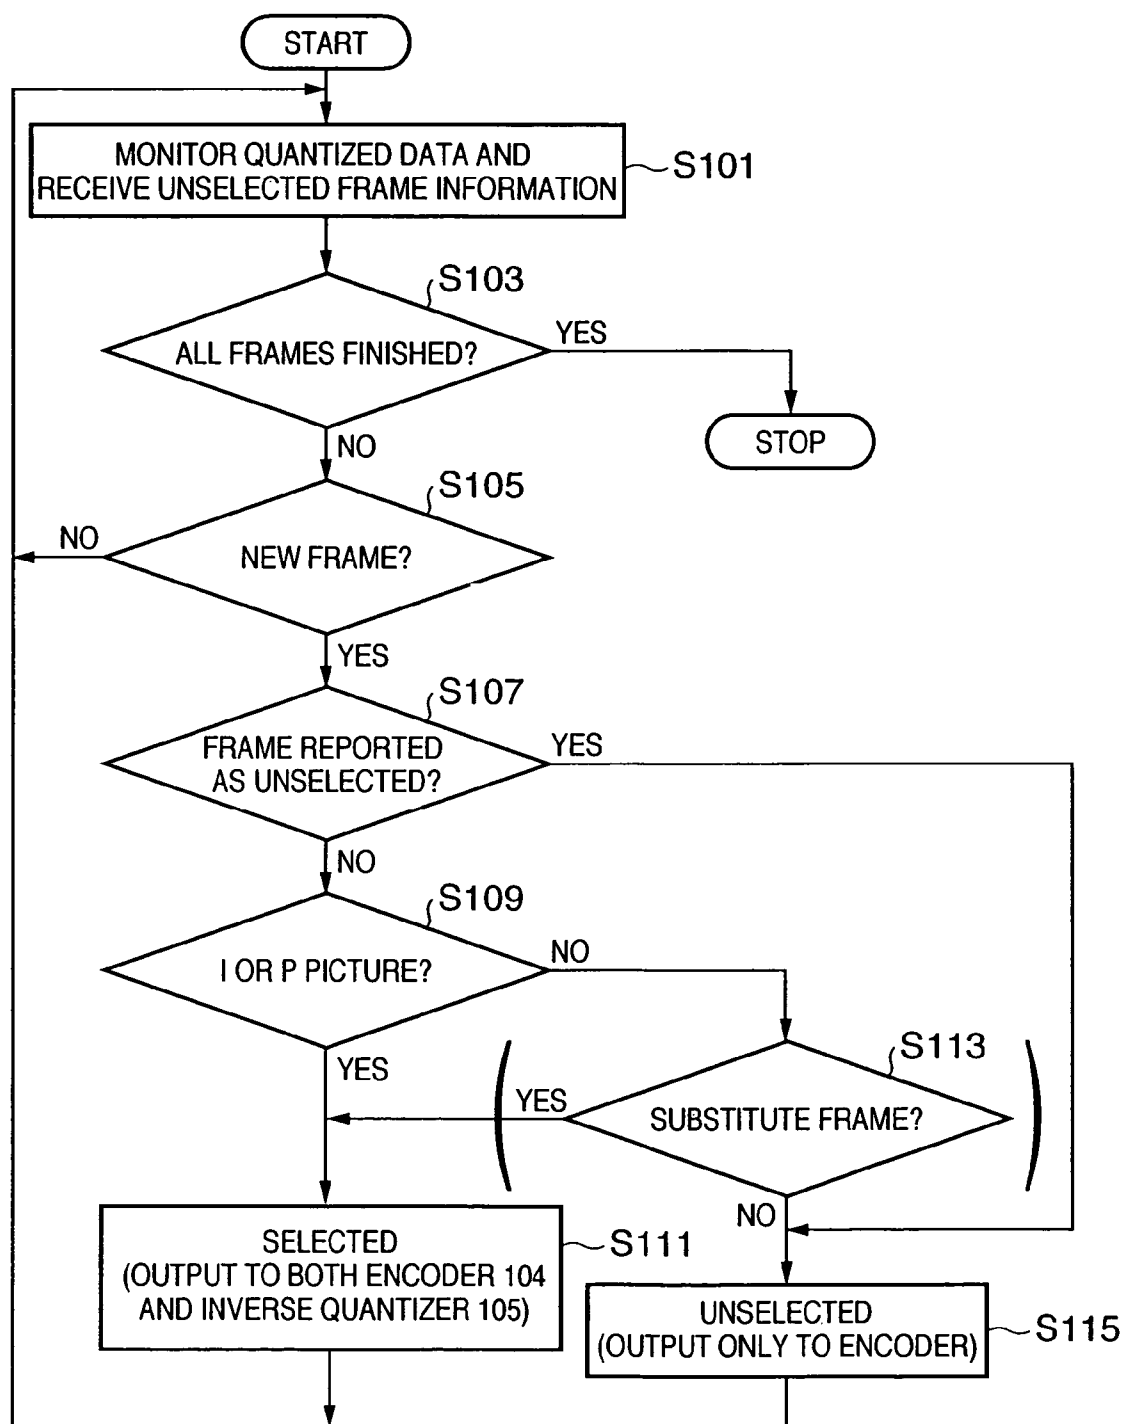 START
MONITOR QUANTIZED DATA AND
RECEIVE UNSELECTED FRAME INFORMATION
S101
S103
ALL FRAMES FINISHED?
YES
STOP
NO
S105
NO
NEW FRAME?
YES
S107
FRAME REPORTED
AS UNSELECTED?
YES
NO
S109
I OR P PICTURE?
NO
YES
S113
YES
SUBSTITUTE FRAME?
NO
SELECTED
(OUTPUT TO BOTH ENCODER 104
AND INVERSE QUANTIZER 105)
S111
UNSELECTED
(OUTPUT ONLY TO ENCODER)
S115